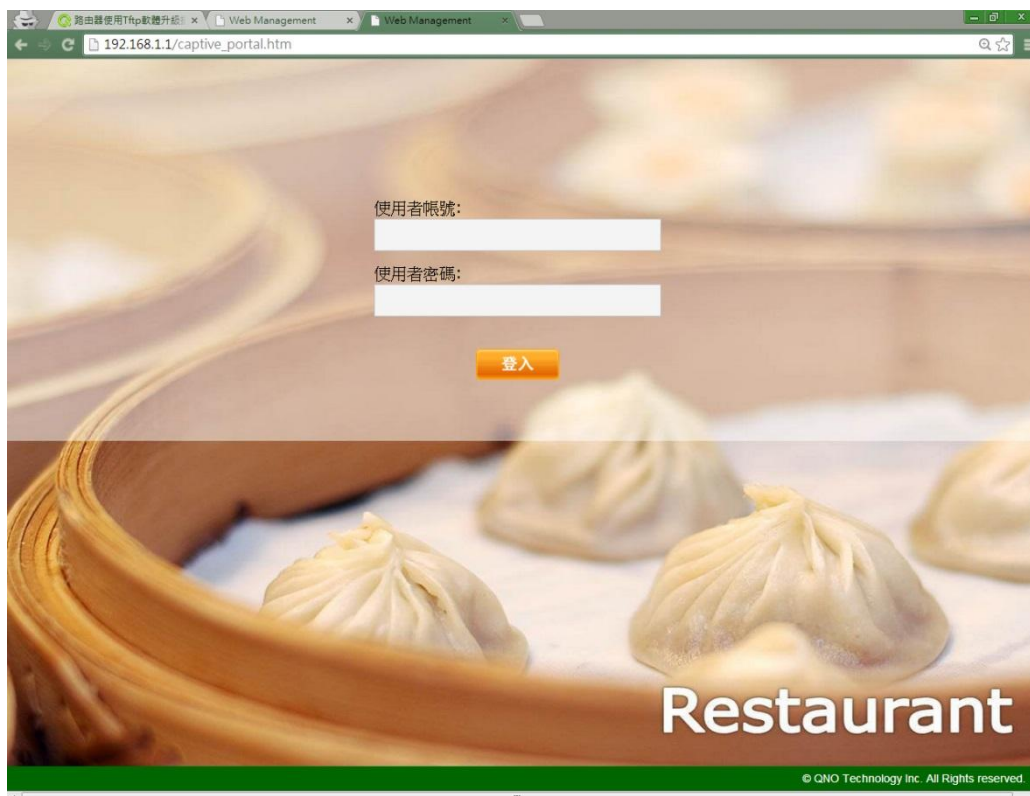 路由器使用Tftp軟體升級
Web Management
Web Management
192.168.1.1/captive_portal.htm
使用者帳號:
使用者密碼:
登入
Restaurant
© QNO Technology Inc. All Rights reserved.